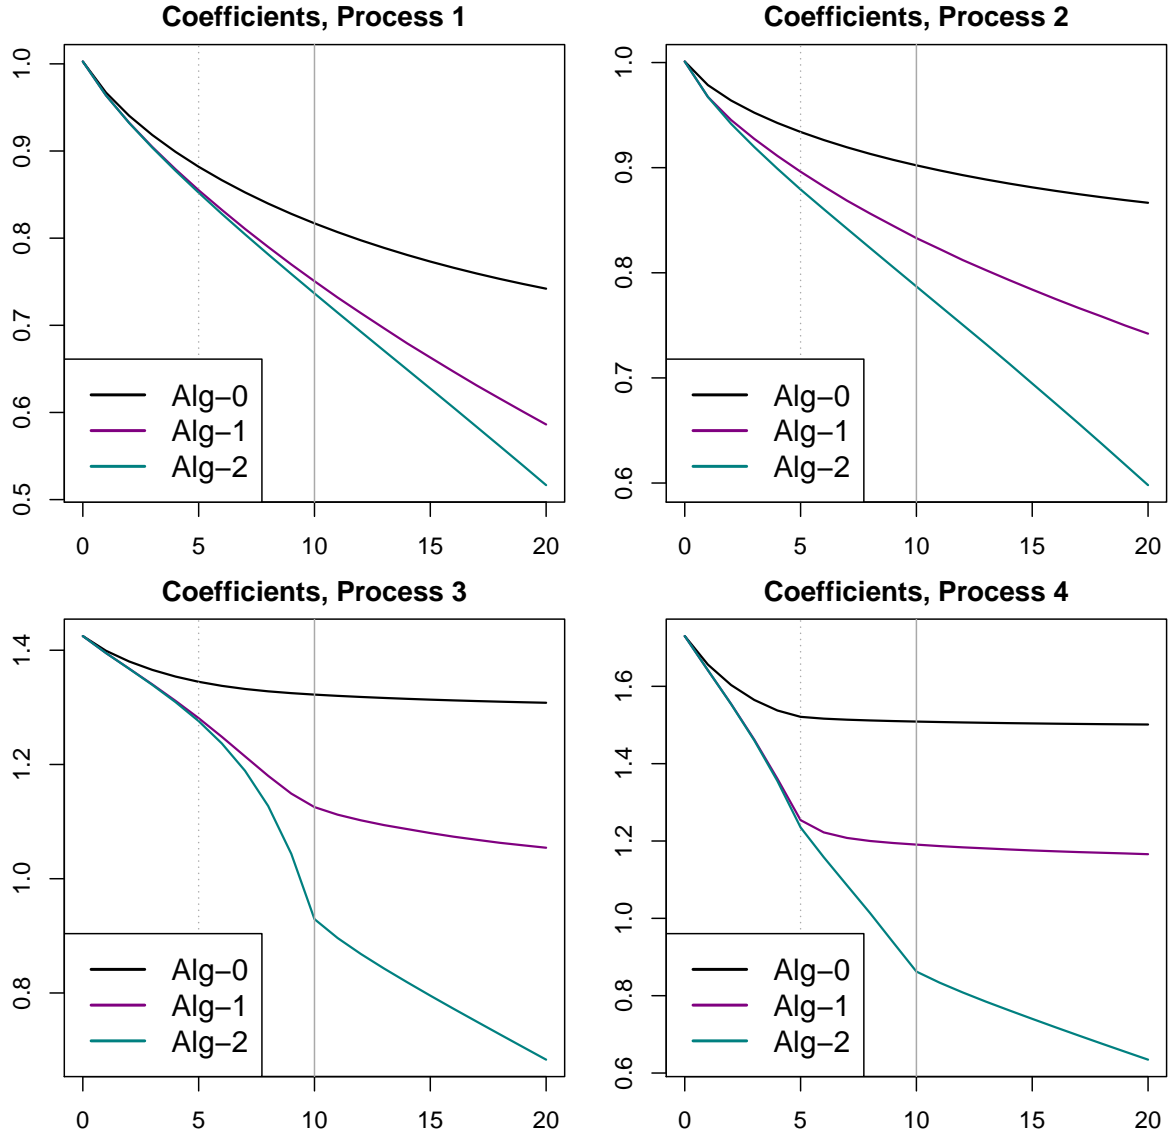 Coefficients, Process 1
1.0
0.9
0.8
0.7
0.6
0.5
Alg−0
Alg−1
Alg−2
0 5 10 15 20
Coefficients, Process 2
1.0
0.9
0.8
0.7
0.6
Alg−0
Alg−1
Alg−2
0 5 10 15 20
Coefficients, Process 3
1.4
1.2
1.0
0.8
Alg−0
Alg−1
Alg−2
0 5 10 15 20
Coefficients, Process 4
1.6
1.4
1.2
1.0
0.8
0.6
Alg−0
Alg−1
Alg−2
0 5 10 15 20